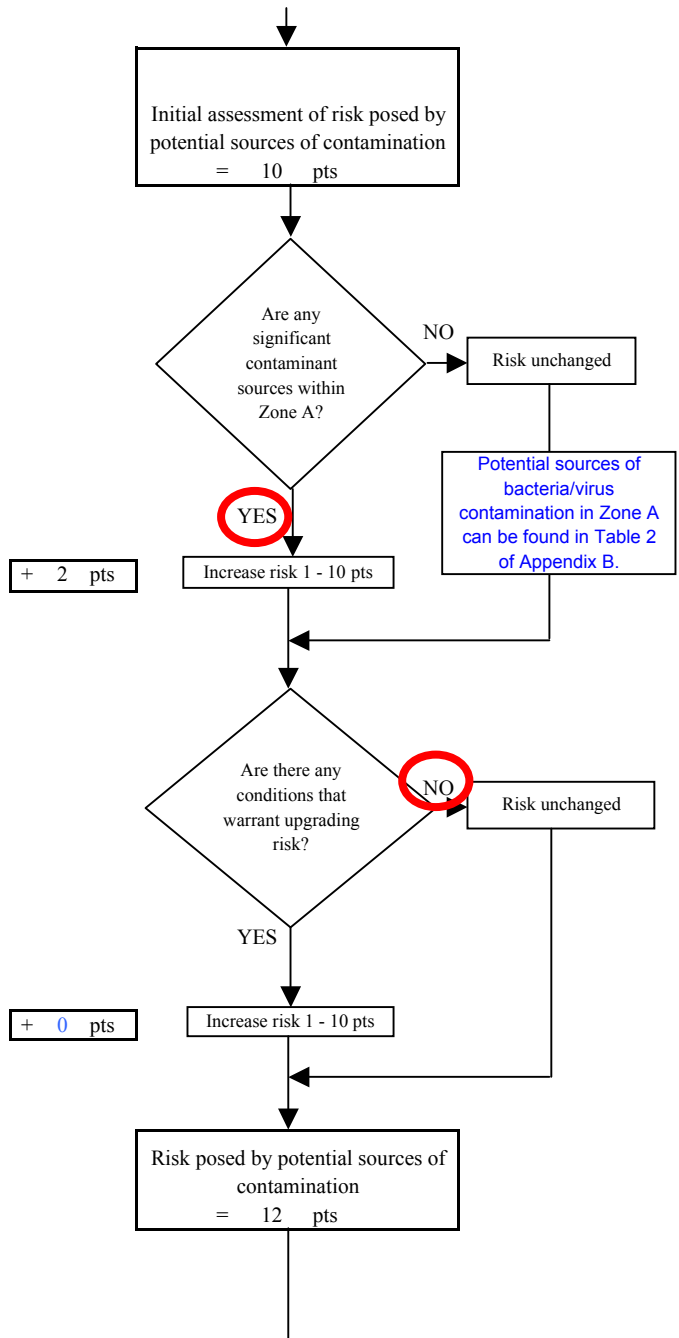 Initial assessment of risk posed by
potential sources of contamination
= 10 pts
Are any
significant
contaminant
sources within
Zone A?
NO
Risk unchanged
Potential sources of
bacteria/virus
contamination in Zone A
can be found in Table 2
of Appendix B.
YES
+ 2 pts
Increase risk 1 - 10 pts
Are there any
conditions that
warrant upgrading
risk?
NO
Risk unchanged
YES
+ 0 pts
Increase risk 1 - 10 pts
Risk posed by potential sources of
contamination
= 12 pts